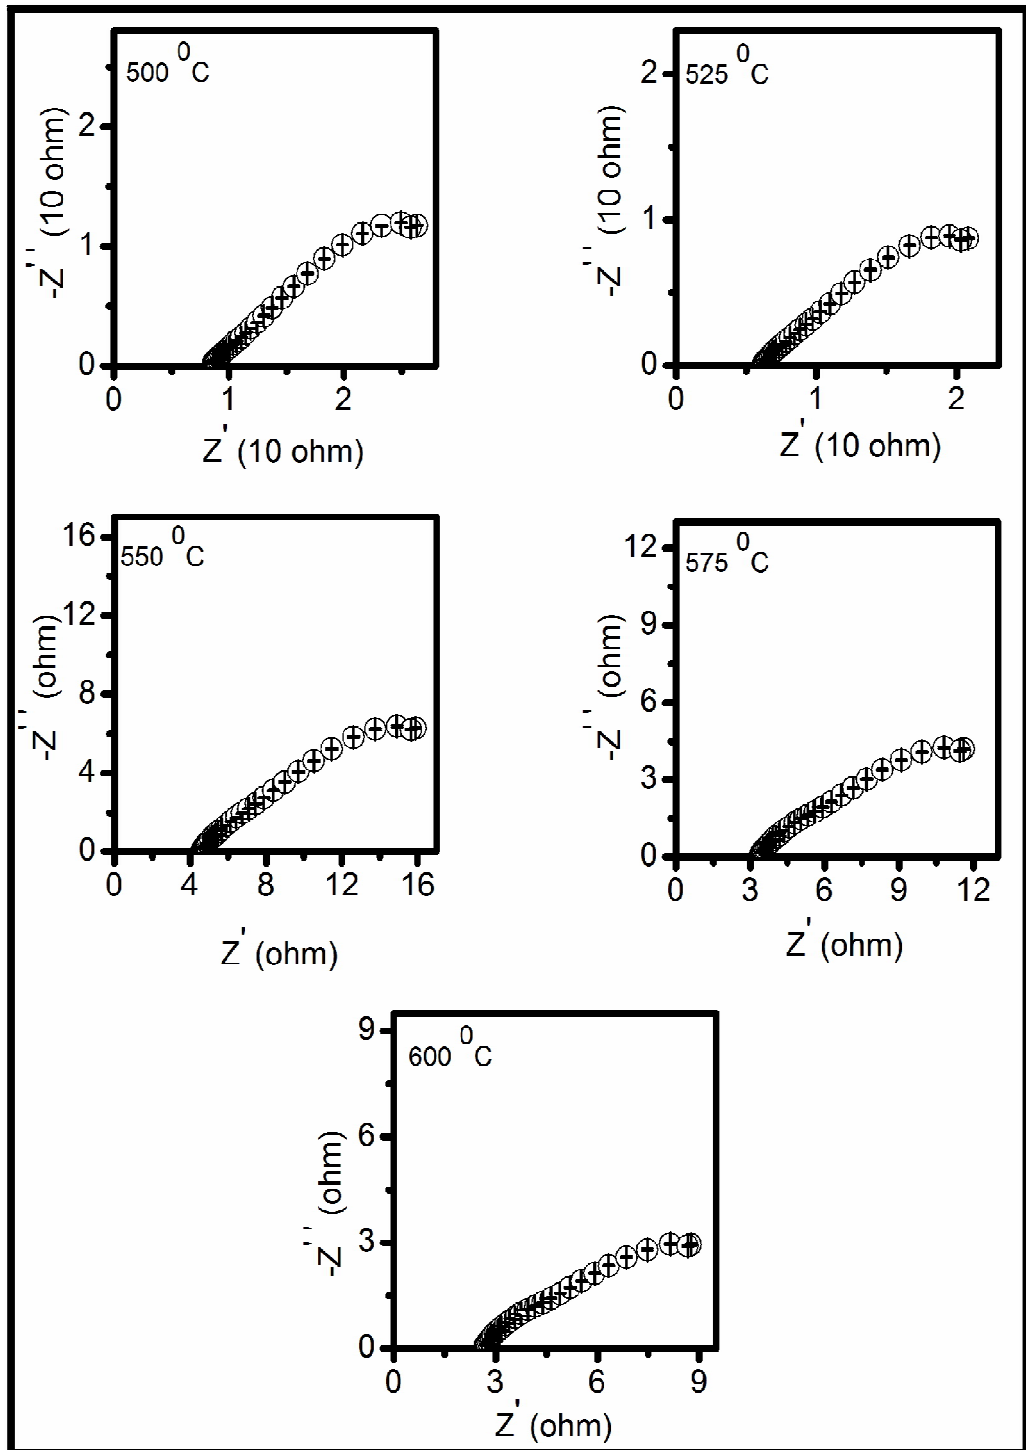 500 ⁰C
-Z'' (10 ohm)
2
1
0
0 1 2
Z' (10 ohm)
525 ⁰C
-Z'' (10 ohm)
2
1
0
0 1 2
Z' (10 ohm)
550 ⁰C
-Z'' (ohm)
16
12
8
4
0
0 4 8 12 16
Z' (ohm)
575 ⁰C
-Z'' (ohm)
12
9
6
3
0
0 3 6 9 12
Z' (ohm)
600 ⁰C
-Z'' (ohm)
9
6
3
0
0 3 6 9
Z' (ohm)